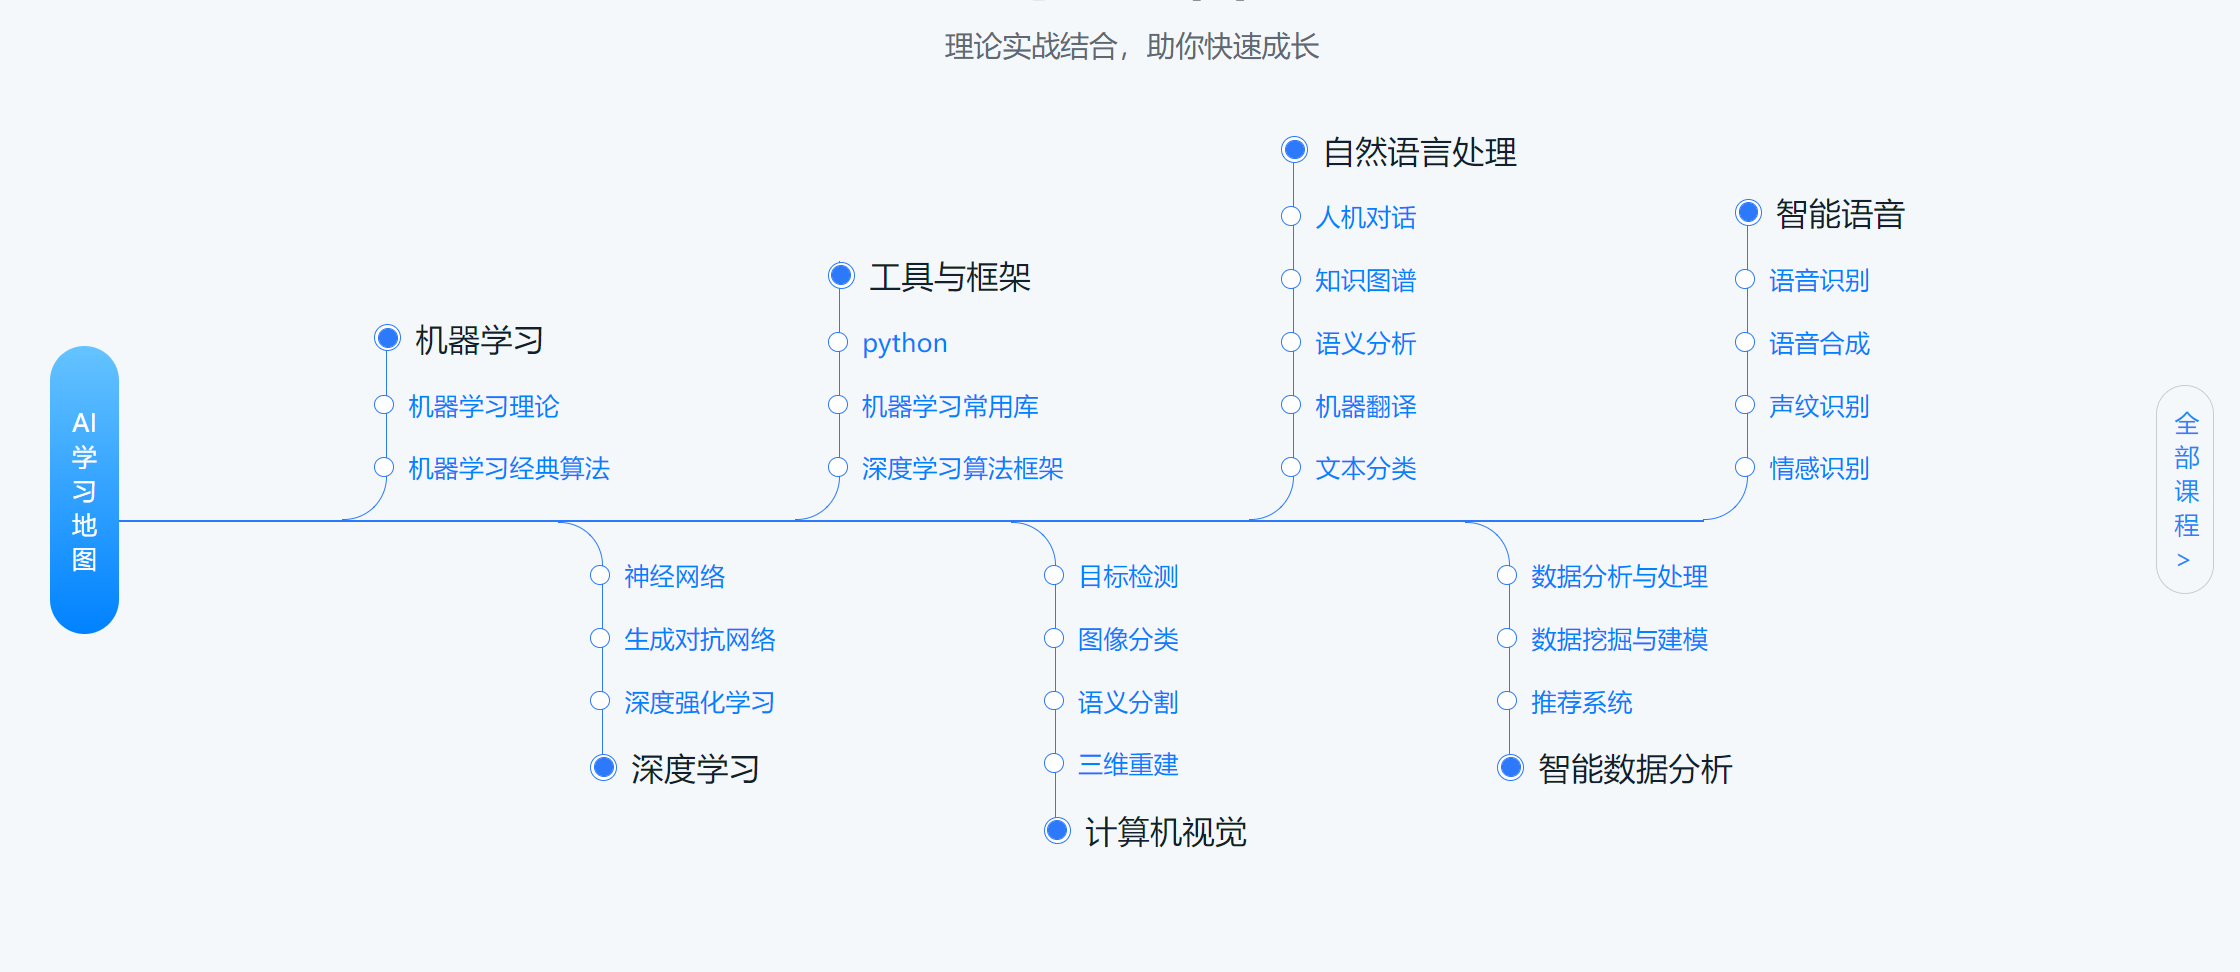 理论实战结合，助你快速成长
AI
学
习
地
图
机器学习
机器学习理论
机器学习经典算法
神经网络
生成对抗网络
深度强化学习
深度学习
工具与框架
python
机器学习常用库
深度学习算法框架
目标检测
图像分类
语义分割
三维重建
计算机视觉
自然语言处理
人机对话
知识图谱
语义分析
机器翻译
文本分类
数据分析与处理
数据挖掘与建模
推荐系统
智能数据分析
智能语音
语音识别
语音合成
声纹识别
情感识别
全
部
课
程
>